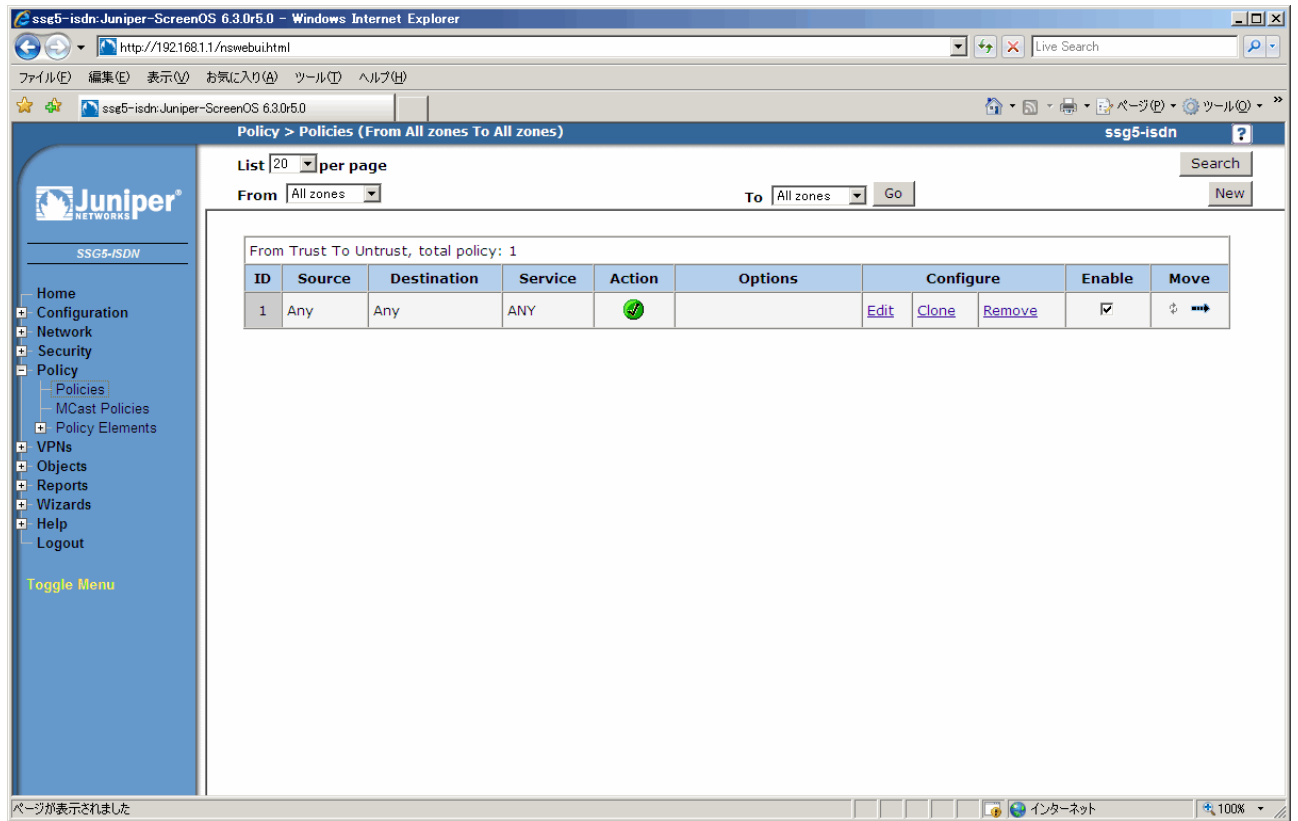 ssg5-isdn:Juniper-ScreenOS 6.3.0r5.0 - Windows Internet Explorer
http://192.168.1.1/nswebui.html
Live Search
ファイル(F) 編集(E) 表示(V) お気に入り(A) ツール(T) ヘルプ(H)
ssg5-isdn:Juniper-ScreenOS 6.3.0r5.0
ページ(P) ツール(O) »
Policy > Policies (From All zones To All zones) ssg5-isdn ?
List 20 per page Search
From All zones To All zones Go New
Juniper®
NETWORKS
SSG5-ISDN
Home
Configuration
Network
Security
Policy
Policies
MCast Policies
Policy Elements
VPNs
Objects
Reports
Wizards
Help
Logout
Toggle Menu
From Trust To Untrust, total policy: 1
ID Source Destination Service Action Options Configure Enable Move
1 Any Any ANY Edit Clone Remove
ページが表示されました インターネット 100%